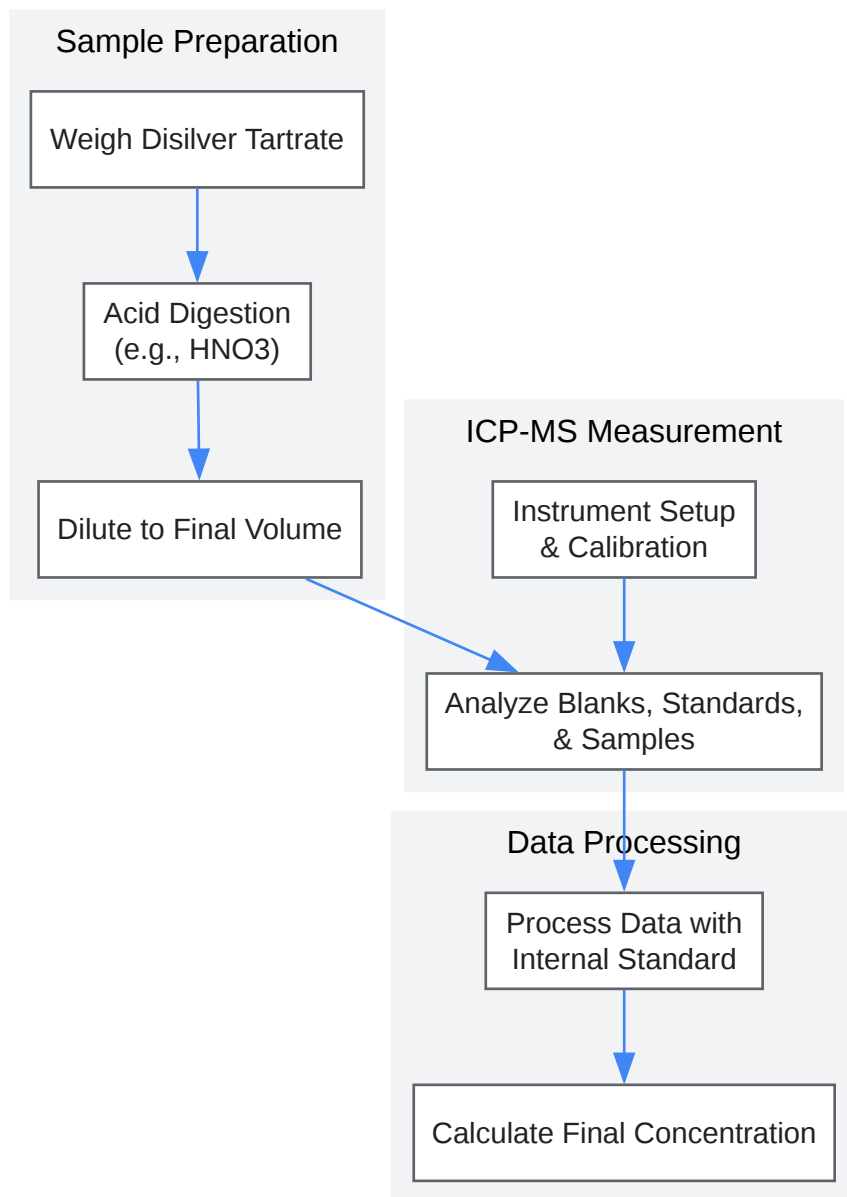 Sample Preparation
Weigh Disilver Tartrate
Acid Digestion
(e.g., HNO3)
Dilute to Final Volume
ICP-MS Measurement
Instrument Setup
& Calibration
Analyze Blanks, Standards,
& Samples
Data Processing
Process Data with
Internal Standard
Calculate Final Concentration